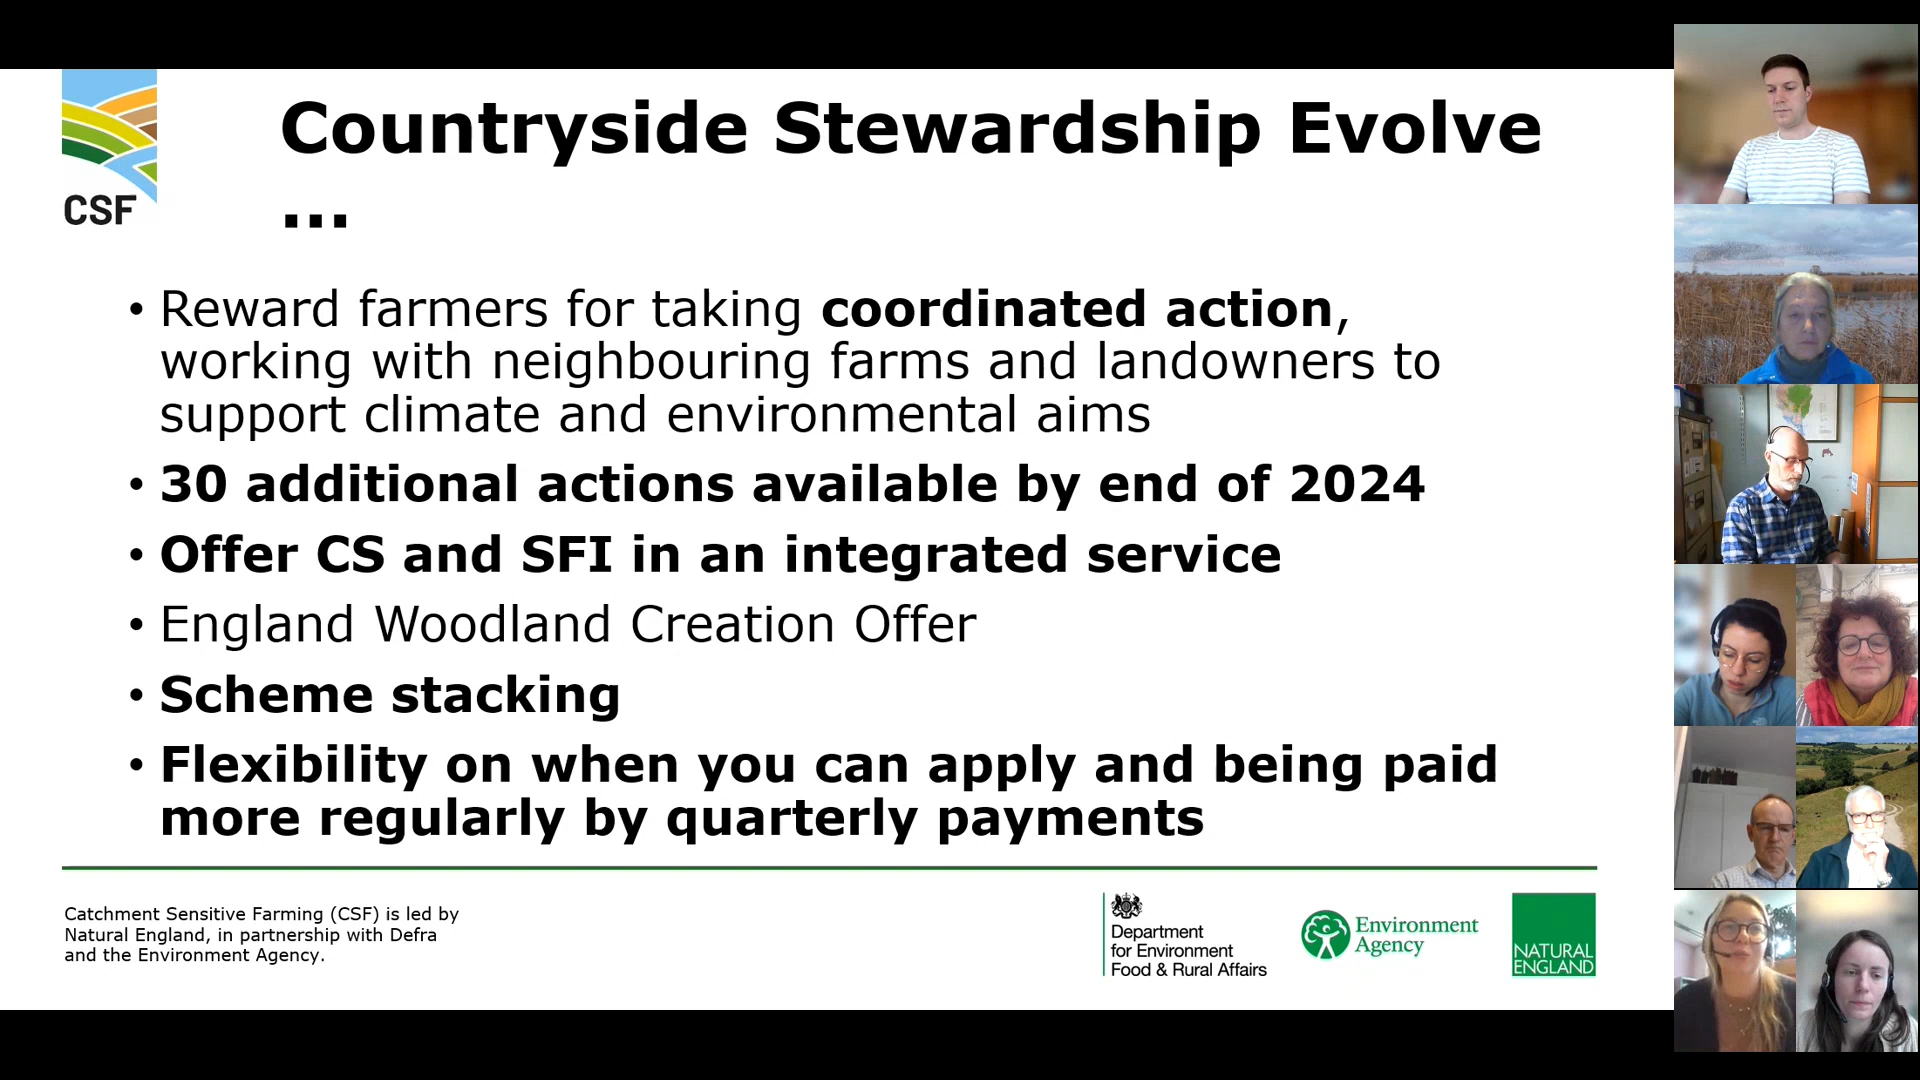 CSF
Countryside Stewardship Evolve
...
• Reward farmers for taking coordinated action,
working with neighbouring farms and landowners to
support climate and environmental aims
• 30 additional actions available by end of 2024
• Offer CS and SFI in an integrated service
• England Woodland Creation Offer
• Scheme stacking
• Flexibility on when you can apply and being paid
more regularly by quarterly payments
Catchment Sensitive Farming (CSF) is led by
Natural England, in partnership with Defra
and the Environment Agency.
Department
for Environment
Food & Rural Affairs
Environment
Agency
NATURAL
ENGLAND